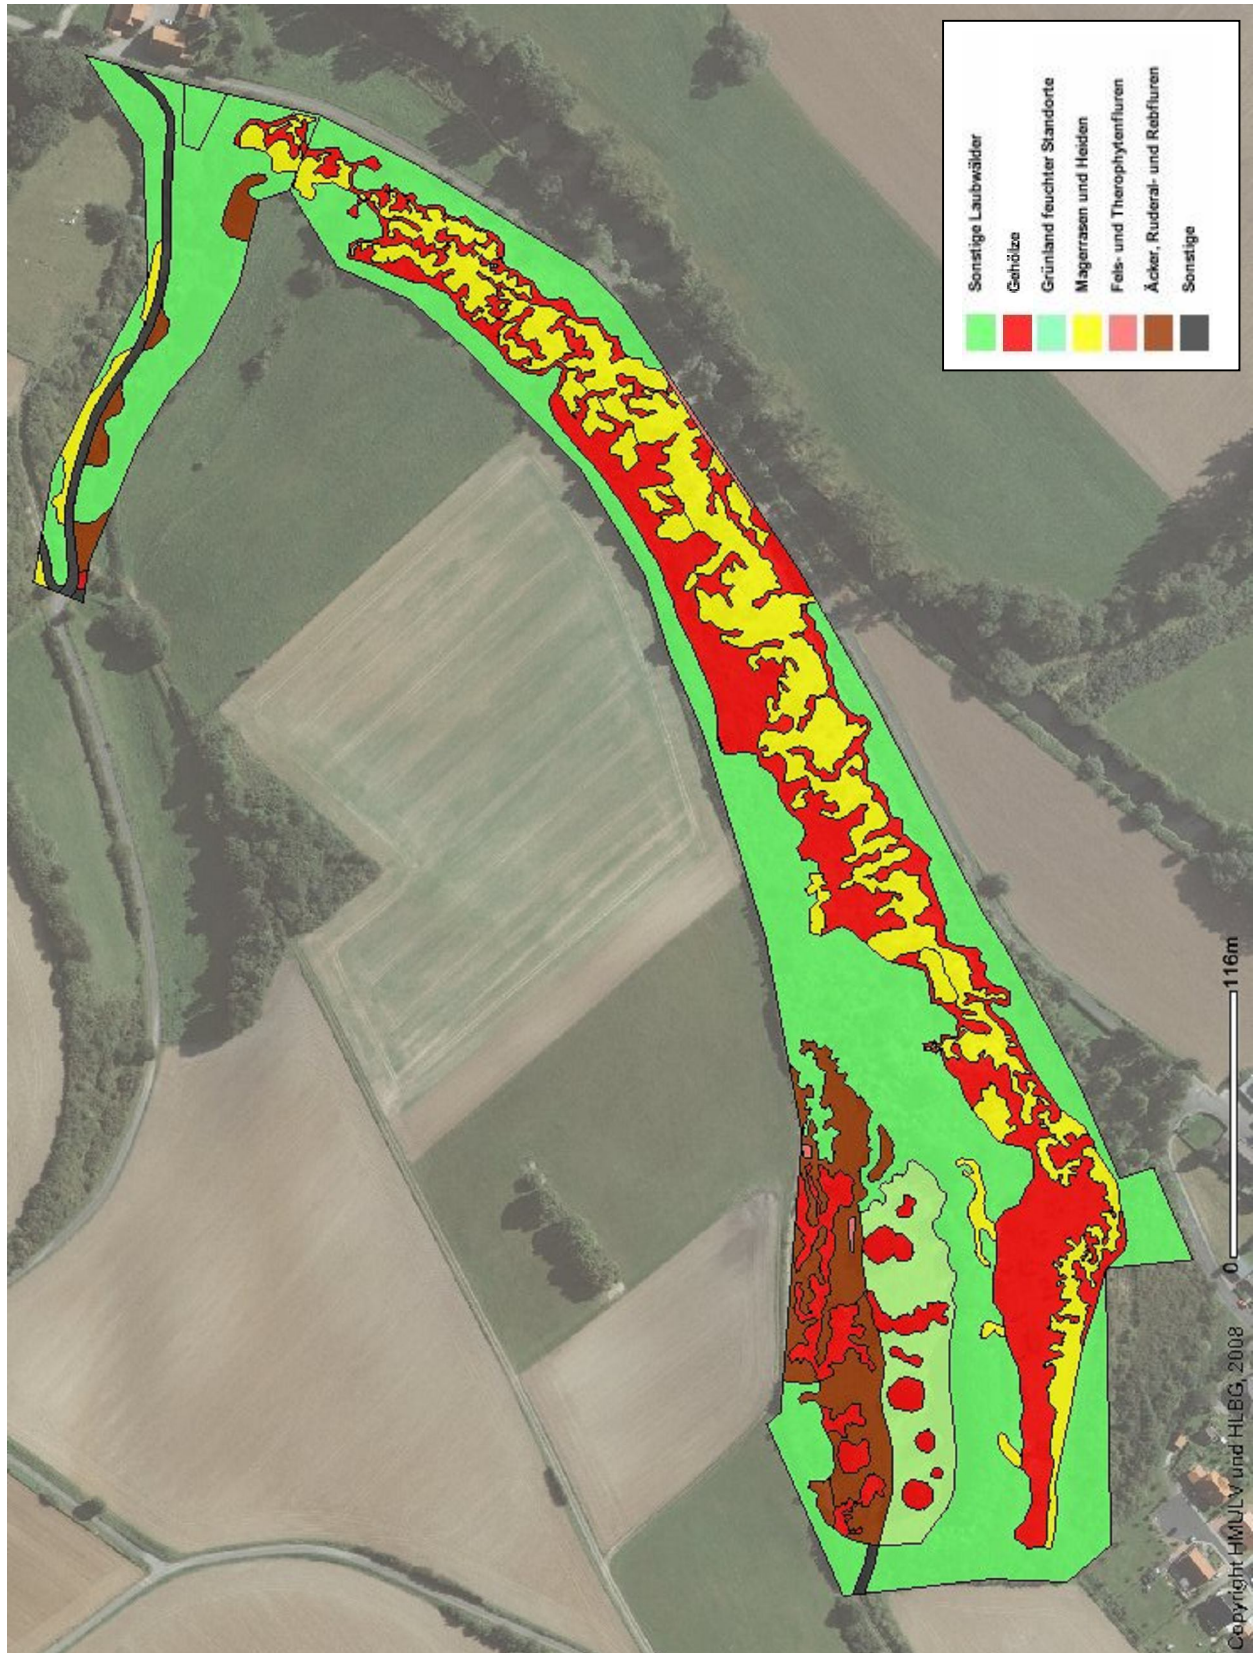 Sonstige Laubwälder
Gehölze
Grünland feuchter Standorte
Magerrasen und Heiden
Fels- und Therophytenfluren
Äcker, Ruderal- und Rebfluren
Sonstige
0 116m
Copyright HMULV und HLBG, 2008